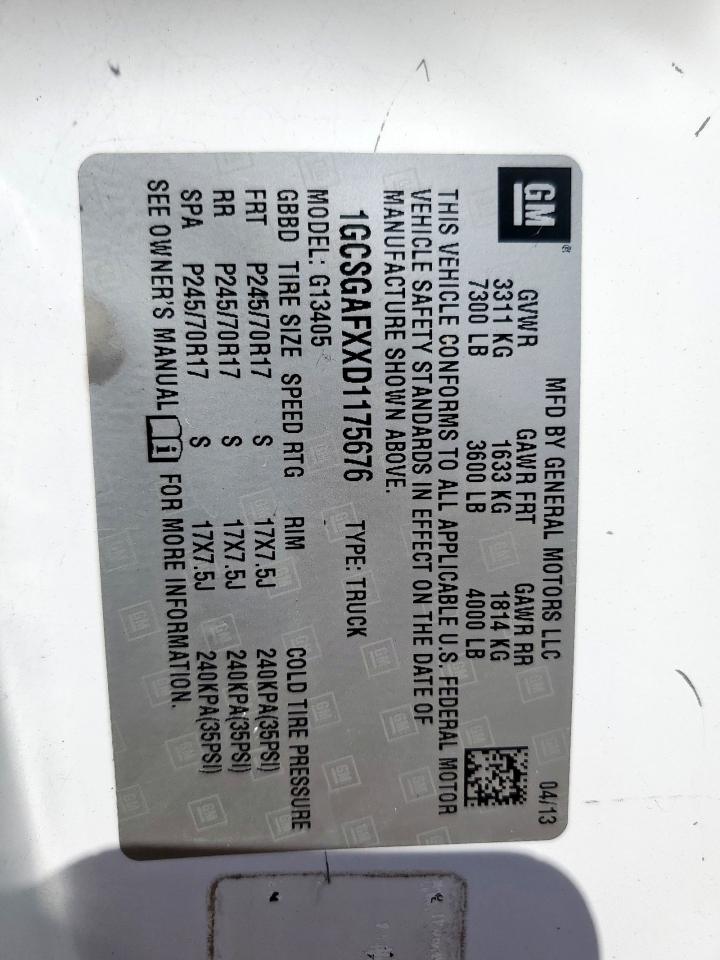 GM®
MFD BY GENERAL MOTORS LLC 04/13
GVWR GAWR FRT GAWR RR
3311 KG 1633 KG 1814 KG
7300 LB 3600 LB 4000 LB
THIS VEHICLE CONFORMS TO ALL APPLICABLE U.S. FEDERAL MOTOR
VEHICLE SAFETY STANDARDS IN EFFECT ON THE DATE OF
MANUFACTURE SHOWN ABOVE.
1GCSGAFXXD1175676 TYPE: TRUCK
MODEL: G13405
GBBD TIRE SIZE SPEED RTG RIM COLD TIRE PRESSURE
FRT P245/70R17 S 17X7.5J 240KPA(35PSI)
RR P245/70R17 S 17X7.5J 240KPA(35PSI)
SPA P245/70R17 S 17X7.5J 240KPA(35PSI)
SEE OWNER'S MANUAL i FOR MORE INFORMATION.